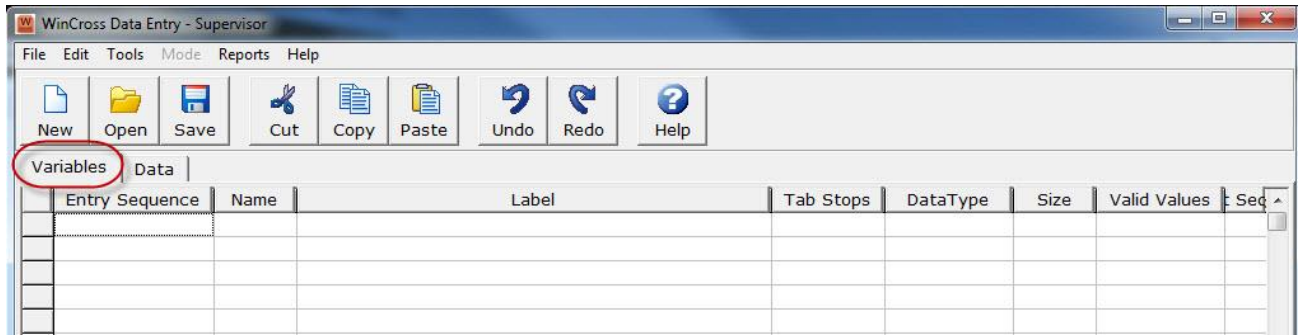 WinCross Data Entry - Supervisor
File Edit Tools Mode Reports Help
New Open Save Cut Copy Paste Undo Redo Help
Variables Data
Entry Sequence Name Label Tab Stops DataType Size Valid Values t Seq